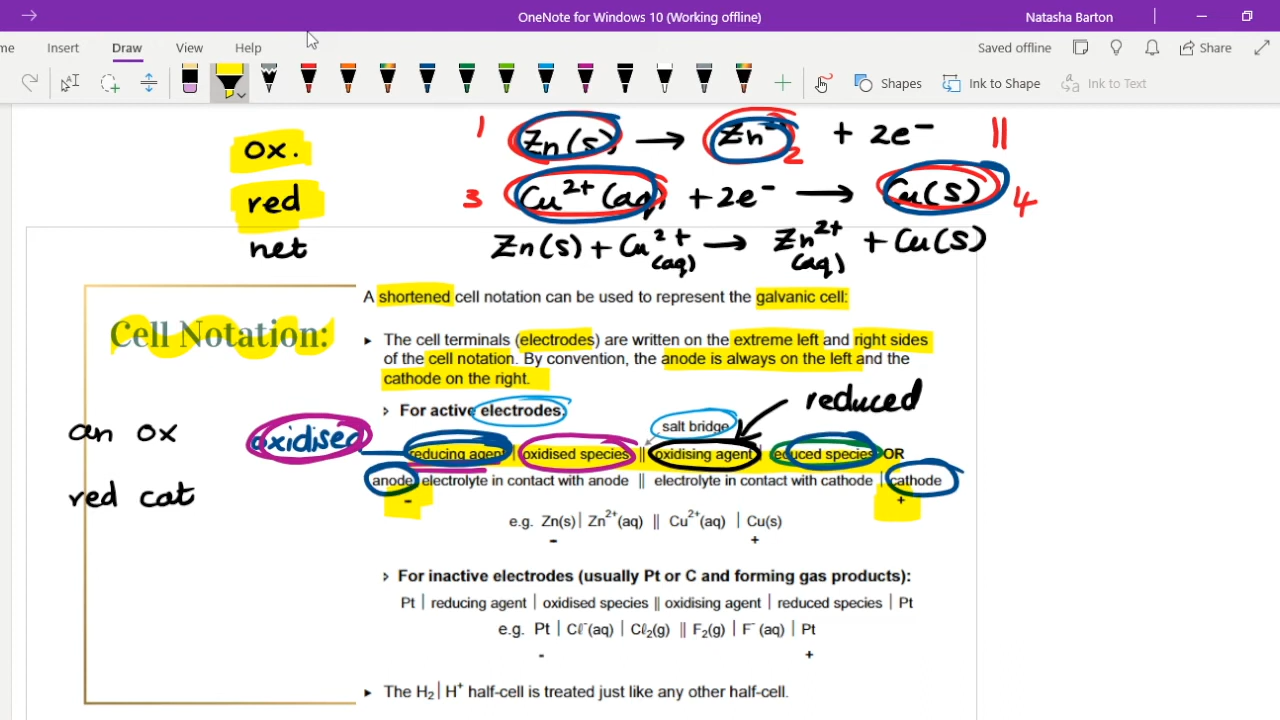 OneNote for Windows 10 (Working offline)
Natasha Barton
me Insert Draw View Help
Saved offline Share
Shapes Ink to Shape Ink to Text
ox. 1 Zn(s) → Zn²⁺ 2 + 2e⁻ ||
red 3 Cu²⁺(aq) + 2e⁻ → Cu(s) 4
net Zn(s) + Cu²⁺(aq) → Zn²⁺(aq) + Cu(s)
A shortened cell notation can be used to represent the galvanic cell:
Cell Notation:
► The cell terminals (electrodes) are written on the extreme left and right sides
of the cell notation. By convention, the anode is always on the left and the
cathode on the right.
reduced
For active electrodes.
salt bridge
an ox
oxidised
reducing agent | oxidised species || oxidising agent | reduced species OR
anode| electrolyte in contact with anode || electrolyte in contact with cathode | cathode
- +
red cat
e.g. Zn(s) | Zn²⁺(aq) || Cu²⁺(aq) | Cu(s)
- +
For inactive electrodes (usually Pt or C and forming gas products):
Pt | reducing agent | oxidised species || oxidising agent | reduced species | Pt
e.g. Pt | Cℓ⁻(aq) | Cℓ₂(g) || F₂(g) | F⁻ (aq) | Pt
- +
► The H₂| H⁺ half-cell is treated just like any other half-cell.